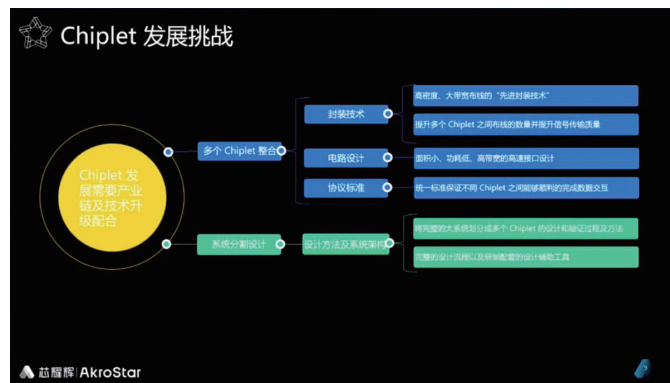 Chiplet 发展挑战
Chiplet 发
展需要产业
链及技术升
级配合
多个 Chiplet 整合
封装技术
高密度、大带宽布线的“先进封装技术”
提升多个 Chiplet 之间布线的数量并提升信号传输质量
电路设计
面积小、功耗低、高带宽的高速接口设计
协议标准
统一标准保证不同 Chiplet 之间能够顺利的完成数据交互
系统分割设计
设计方法及系统架构
将完整的大系统划分成多个 Chiplet 的设计和验证过程及方法
完整的设计流程以及研制配套的设计辅助工具
芯耀辉 AkroStar